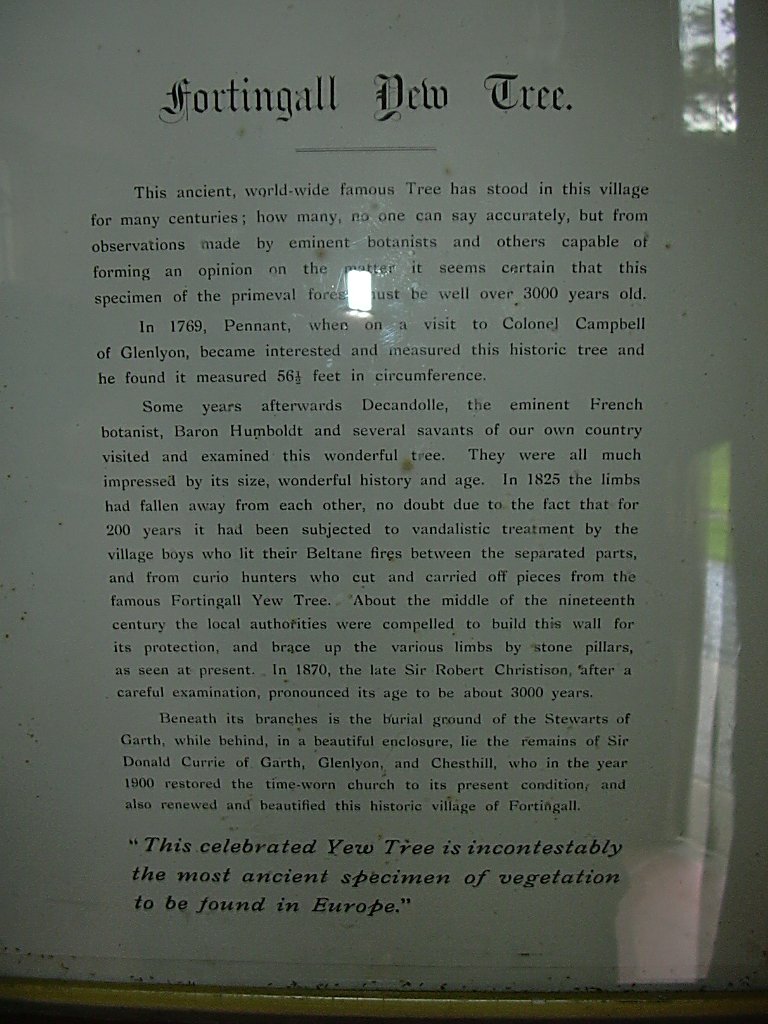 Fortingall Yew Tree.
This ancient, world-wide famous Tree has stood in this village
for many centuries; how many, no one can say accurately, but from
observations made by eminent botanists and others capable of
forming an opinion on the matter it seems certain that this
specimen of the primeval forest must be well over 3000 years old.
In 1769, Pennant, when on a visit to Colonel Campbell
of Glenlyon, became interested and measured this historic tree and
he found it measured 56½ feet in circumference.
Some years afterwards Decandolle, the eminent French
botanist, Baron Humboldt and several savants of our own country
visited and examined this wonderful tree. They were all much
impressed by its size, wonderful history and age. In 1825 the limbs
had fallen away from each other, no doubt due to the fact that for
200 years it had been subjected to vandalistic treatment by the
village boys who lit their Beltane fires between the separated parts,
and from curio hunters who cut and carried off pieces from the
famous Fortingall Yew Tree. About the middle of the nineteenth
century the local authorities were compelled to build this wall for
its protection, and brace up the various limbs by stone pillars,
as seen at present. In 1870, the late Sir Robert Christison, after a
careful examination, pronounced its age to be about 3000 years.
Beneath its branches is the burial ground of the Stewarts of
Garth, while behind, in a beautiful enclosure, lie the remains of Sir
Donald Currie of Garth, Glenlyon, and Chesthill, who in the year
1900 restored the time-worn church to its present condition, and
also renewed and beautified this historic village of Fortingall.
"This celebrated Yew Tree is incontestably
the most ancient specimen of vegetation
to be found in Europe."